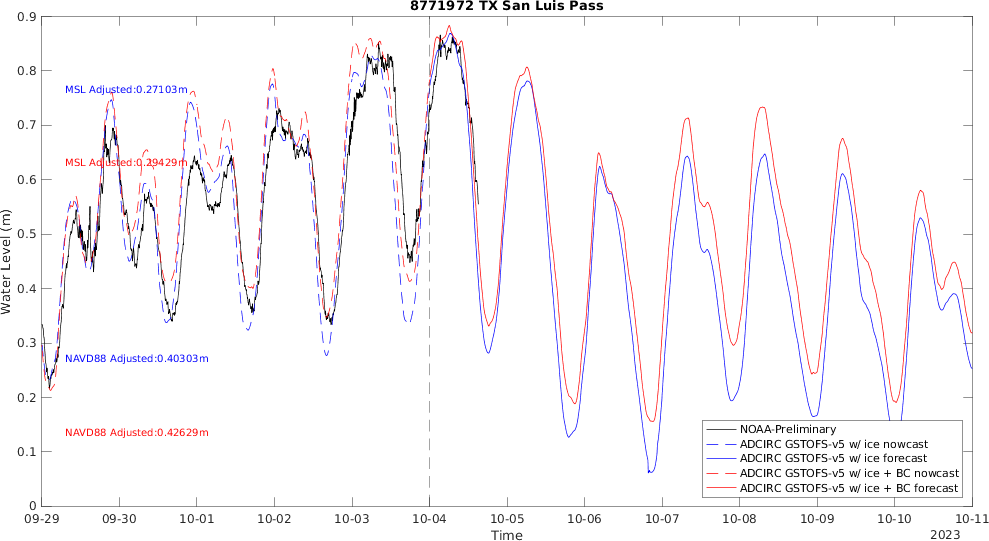 8771972 TX San Luis Pass
0.9
0.8
0.7
0.6
0.5
0.4
0.3
0.2
0.1
0
Water Level (m)
MSL Adjusted:0.27103m
MSL Adjusted:0.29429m
NAVD88 Adjusted:0.40303m
NAVD88 Adjusted:0.42629m
NOAA-Preliminary
ADCIRC GSTOFS-v5 w/ ice nowcast
ADCIRC GSTOFS-v5 w/ ice forecast
ADCIRC GSTOFS-v5 w/ ice + BC nowcast
ADCIRC GSTOFS-v5 w/ ice + BC forecast
09-29 09-30 10-01 10-02 10-03 10-04 10-05 10-06 10-07 10-08 10-09 10-10 10-11
Time
2023